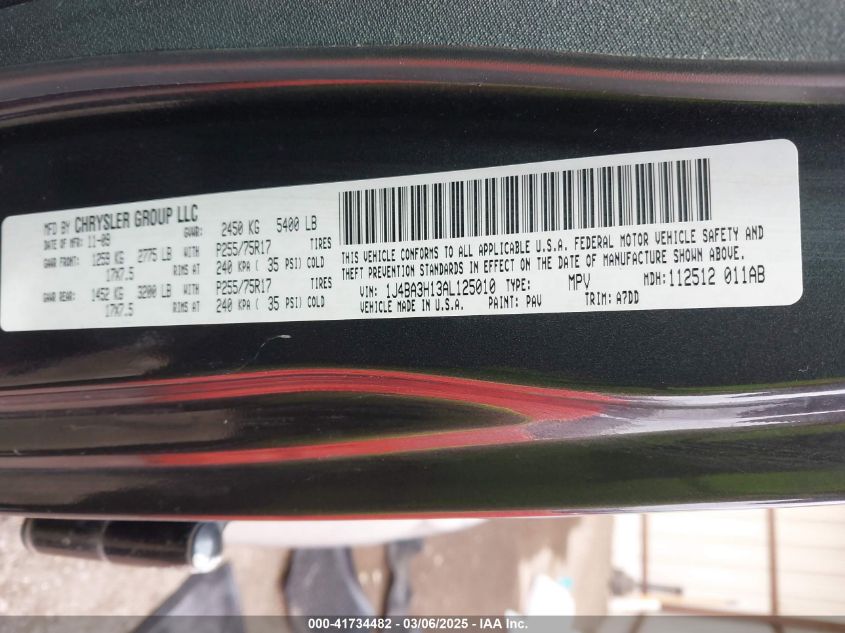 MFD BY CHRYSLER GROUP LLC
DATE OF MFR: 11-09 GVWR: 2450 KG 5400 LB
GAWR FRONT: 1259 KG 2775 LB WITH P255/75R17 TIRES
17X7.5 RIMS AT 240 KPA ( 35 PSI) COLD
GAWR REAR: 1452 KG 3200 LB WITH P255/75R17 TIRES
17X7.5 RIMS AT 240 KPA ( 35 PSI) COLD
THIS VEHICLE CONFORMS TO ALL APPLICABLE U.S.A. FEDERAL MOTOR VEHICLE SAFETY AND
THEFT PREVENTION STANDARDS IN EFFECT ON THE DATE OF MANUFACTURE SHOWN ABOVE.
VIN: 1J4BA3H13AL125010 TYPE: MPV MDH: 112512 011AB
VEHICLE MADE IN U.S.A. PAINT: PAV TRIM: A7DD
000-41734482 - 03/06/2025 - IAA Inc.